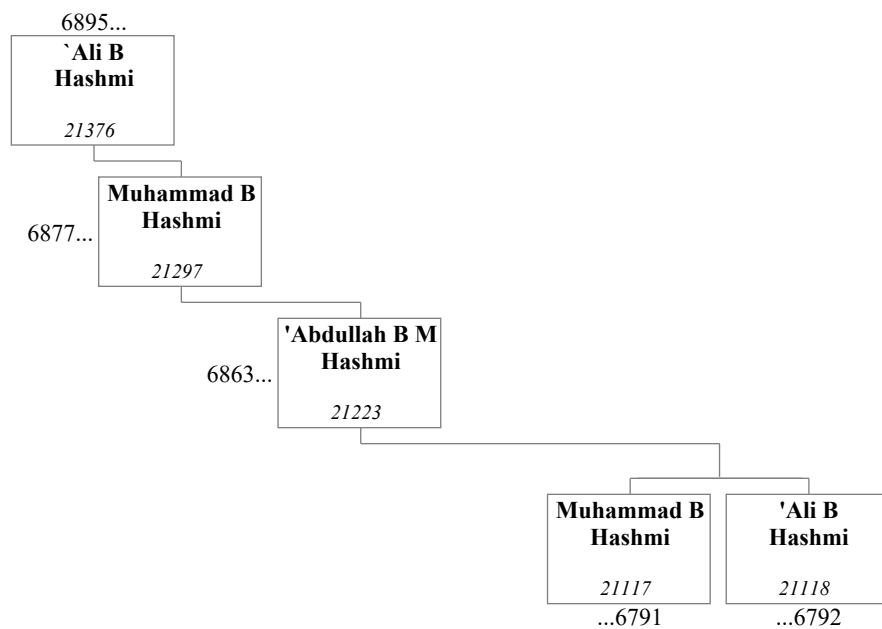 6895...
`Ali B
Hashmi
21376
Muhammad B
Hashmi
6877...
21297
'Abdullah B M
Hashmi
6863...
21223
Muhammad B
Hashmi
21117
...6791
'Ali B
Hashmi
21118
...6792